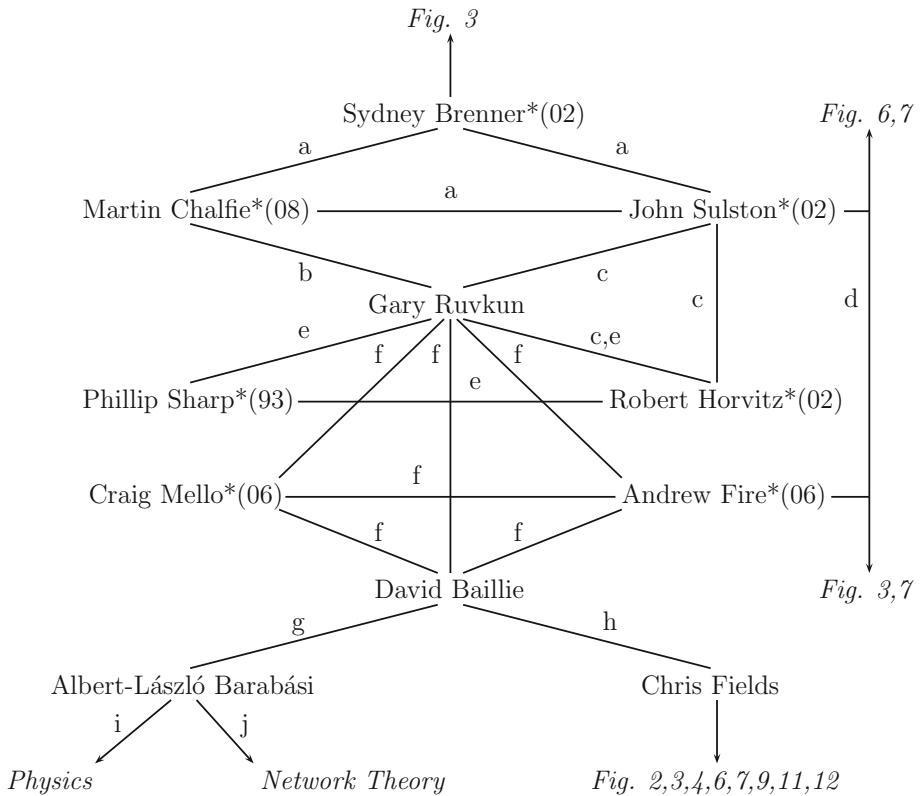 Fig. 3
Sydney Brenner*(02)
Fig. 6,7
a
a
Martin Chalfie*(08)
a
John Sulston*(02)
b
c
c
d
Gary Ruvkun
e
f
f
f
c,e
Phillip Sharp*(93)
e
Robert Horvitz*(02)
Craig Mello*(06)
f
Andrew Fire*(06)
f
f
David Baillie
Fig. 3,7
g
h
Albert-László Barabási
Chris Fields
i
j
Physics
Network Theory
Fig. 2,3,4,6,7,9,11,12